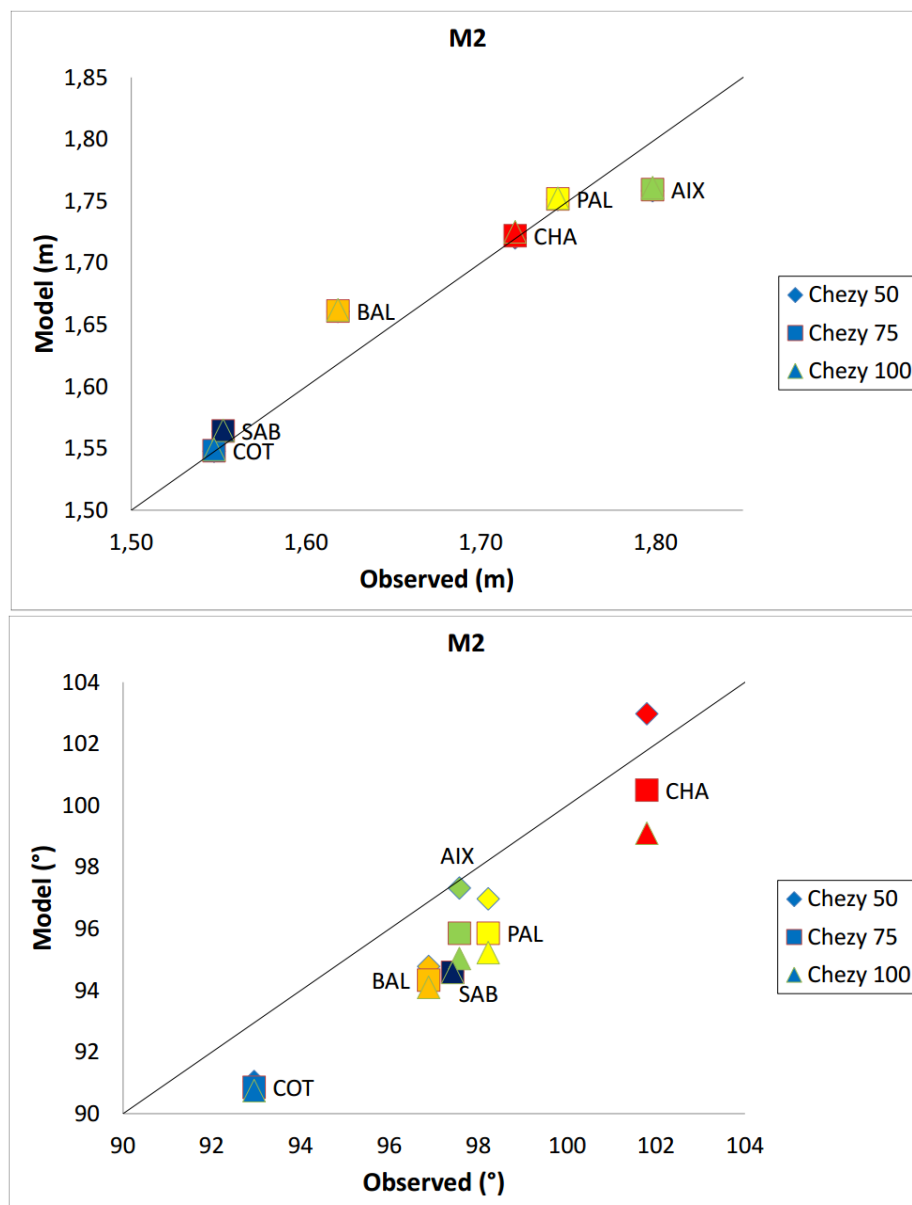 M2
1,85
1,80
1,75
1,70
1,65
1,60
1,55
1,50
Model (m)
PAL
AIX
CHA
BAL
SAB
COT
Chezy 50
Chezy 75
Chezy 100
1,50 1,60 1,70 1,80
Observed (m)
M2
104
102
100
98
96
94
92
90
Model (°)
CHA
AIX
PAL
BAL
SAB
COT
Chezy 50
Chezy 75
Chezy 100
90 92 94 96 98 100 102 104
Observed (°)